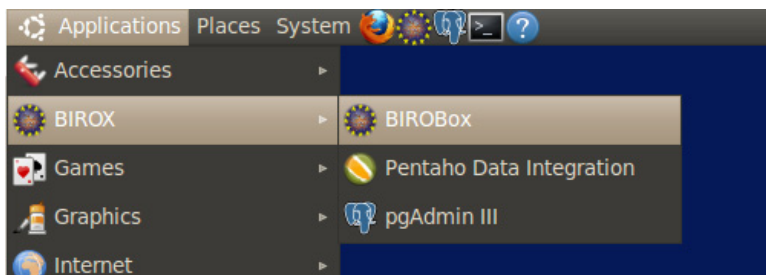 Applications Places System
Accessories
BIROX
BIROBox
Games
Pentaho Data Integration
Graphics
pgAdmin III
Internet